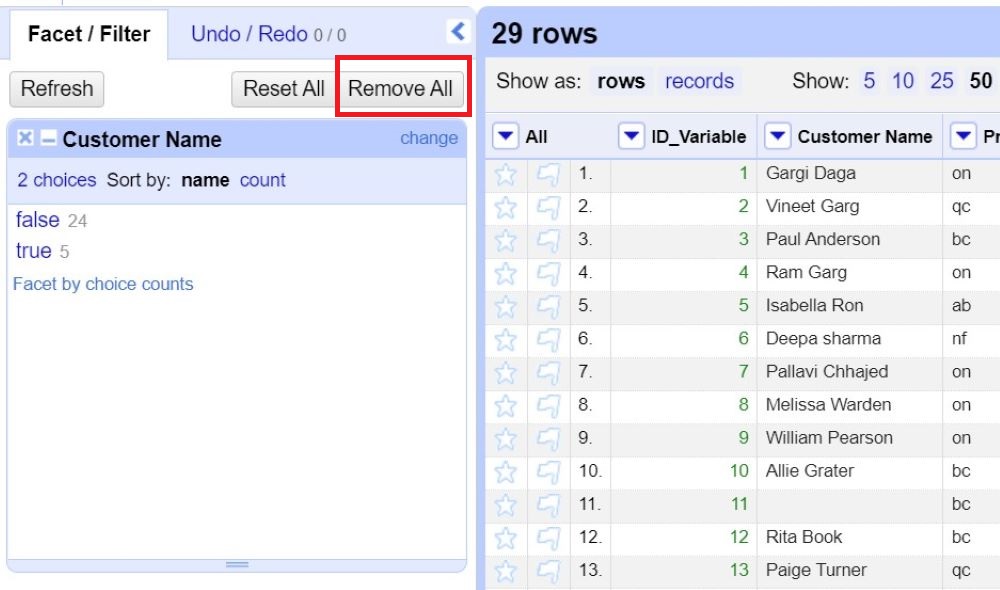 Facet / Filter Undo / Redo 0 / 0
Refresh Reset All Remove All
Customer Name change
2 choices Sort by: name count
false 24
true 5
Facet by choice counts
29 rows
Show as: rows records Show: 5 10 25 50
All ID_Variable Customer Name Pr
1. 1 Gargi Daga on
2. 2 Vineet Garg qc
3. 3 Paul Anderson bc
4. 4 Ram Garg on
5. 5 Isabella Ron ab
6. 6 Deepa sharma nf
7. 7 Pallavi Chhajed on
8. 8 Melissa Warden on
9. 9 William Pearson on
10. 10 Allie Grater bc
11. 11 bc
12. 12 Rita Book bc
13. 13 Paige Turner qc